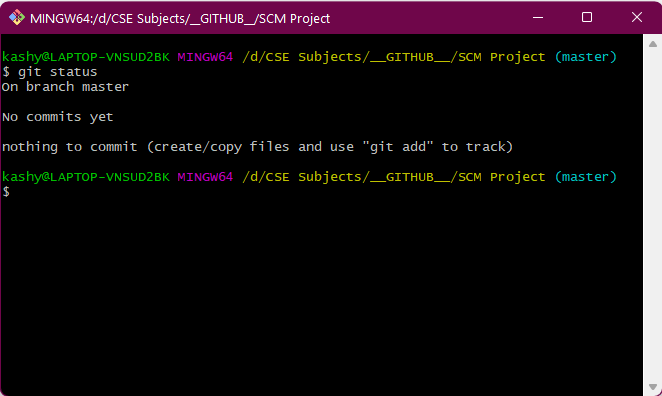 MINGW64:/d/CSE Subjects/__GITHUB__/SCM Project
kashy@LAPTOP-VNSUD2BK MINGW64 /d/CSE Subjects/__GITHUB__/SCM Project (master)
$ git status
On branch master
No commits yet
nothing to commit (create/copy files and use "git add" to track)
kashy@LAPTOP-VNSUD2BK MINGW64 /d/CSE Subjects/__GITHUB__/SCM Project (master)
$